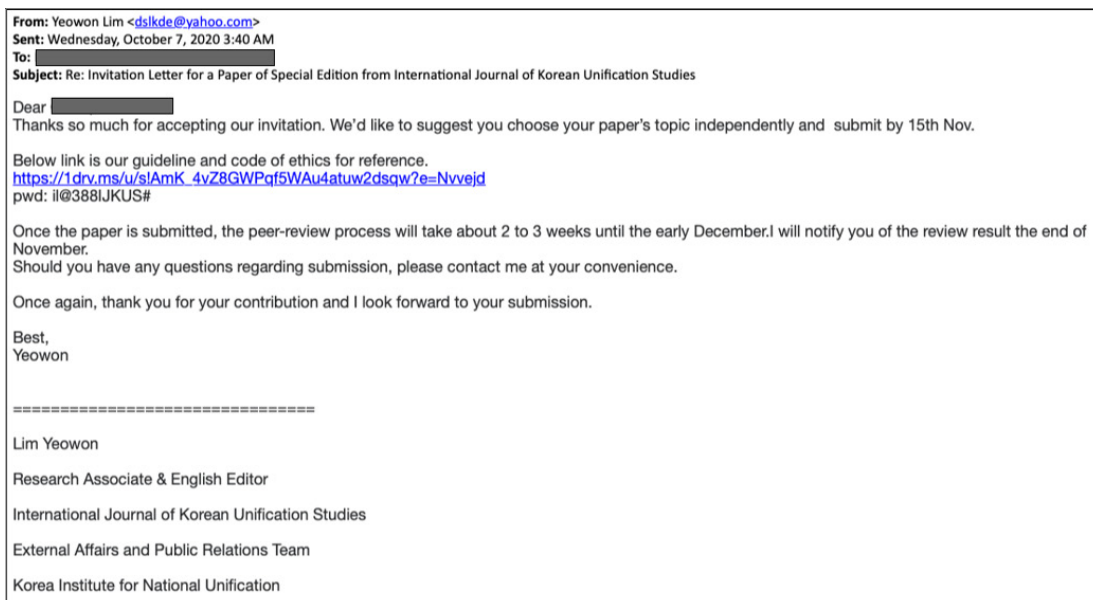 From: Yeowon Lim <dslkde@yahoo.com>
Sent: Wednesday, October 7, 2020 3:40 AM
To:
Subject: Re: Invitation Letter for a Paper of Special Edition from International Journal of Korean Unification Studies
Dear
Thanks so much for accepting our invitation. We'd like to suggest you choose your paper's topic independently and  submit by 15th Nov.
Below link is our guideline and code of ethics for reference.
https://1drv.ms/u/s!AmK_4vZ8GWPqf5WAu4atuw2dsqw?e=Nvvejd
pwd: il@388IJKUS#
Once the paper is submitted, the peer-review process will take about 2 to 3 weeks until the early December.I will notify you of the review result the end of
November.
Should you have any questions regarding submission, please contact me at your convenience.
Once again, thank you for your contribution and I look forward to your submission.
Best,
Yeowon
================================
Lim Yeowon
Research Associate & English Editor
International Journal of Korean Unification Studies
External Affairs and Public Relations Team
Korea Institute for National Unification